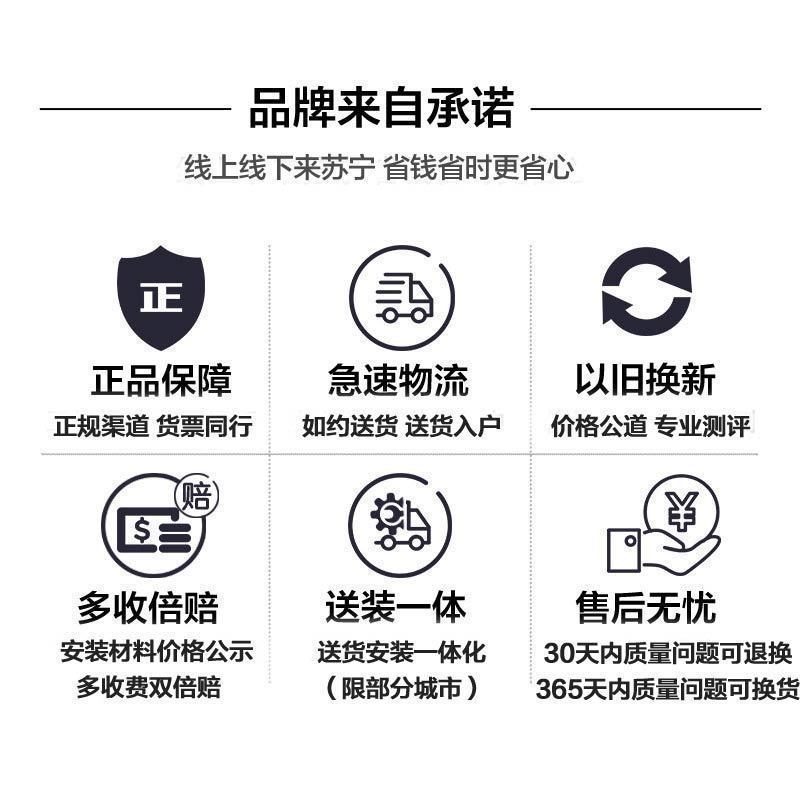 品牌来自承诺
线上线下来苏宁 省钱省时更省心
正
正品保障
正规渠道 货票同行
急速物流
如约送货 送货入户
以旧换新
价格公道 专业测评
赔
$
多收倍赔
安装材料价格公示
多收费双倍赔
送装一体
送货安装一体化
（限部分城市）
¥
售后无忧
30天内质量问题可退换
365天内质量问题可换货